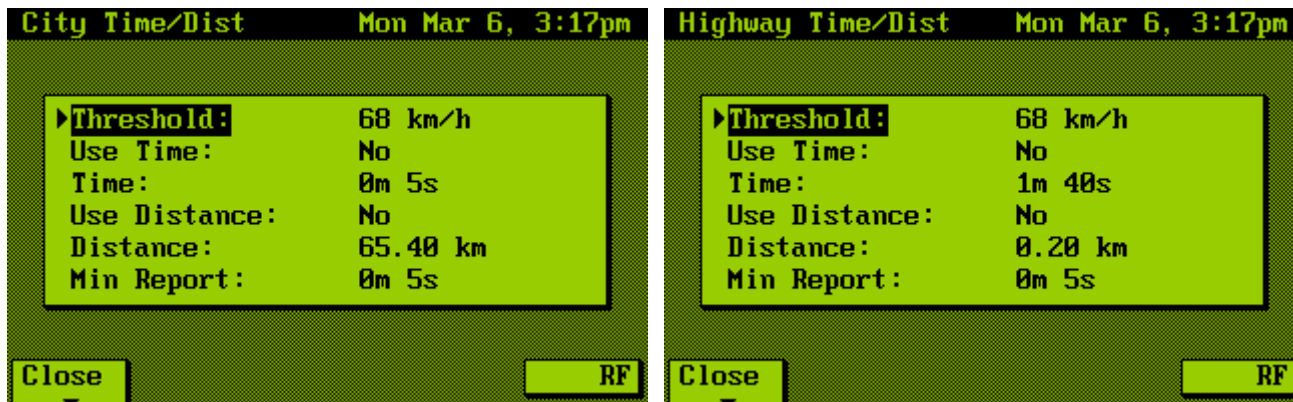 City Time/Dist Mon Mar 6, 3:17pm
Threshold: 68 km/h
Use Time: No
Time: 0m 5s
Use Distance: No
Distance: 65.40 km
Min Report: 0m 5s
Close RF
Highway Time/Dist Mon Mar 6, 3:17pm
Threshold: 68 km/h
Use Time: No
Time: 1m 40s
Use Distance: No
Distance: 0.20 km
Min Report: 0m 5s
Close RF